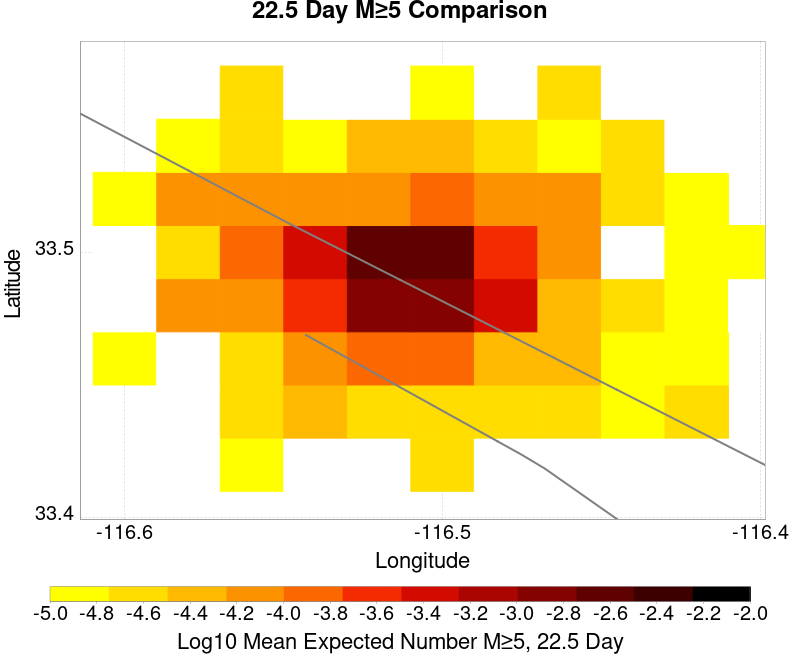 22.5 Day M≥5 Comparison
Latitude
33.5
33.4
-116.6 -116.5 -116.4
Longitude
-5.0 -4.8 -4.6 -4.4 -4.2 -4.0 -3.8 -3.6 -3.4 -3.2 -3.0 -2.8 -2.6 -2.4 -2.2 -2.0
Log10 Mean Expected Number M≥5, 22.5 Day